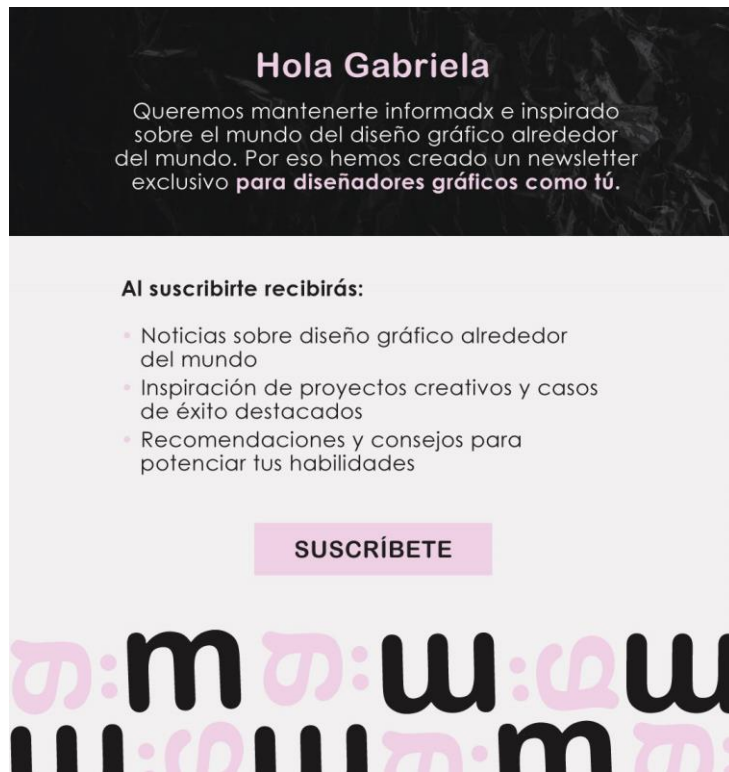 Hola Gabriela
Queremos mantenerte informadx e inspirado
sobre el mundo del diseño gráfico alrededor
del mundo. Por eso hemos creado un newsletter
exclusivo para diseñadores gráficos como tú.
Al suscribirte recibirás:
• Noticias sobre diseño gráfico alrededor
del mundo
• Inspiración de proyectos creativos y casos
de éxito destacados
• Recomendaciones y consejos para
potenciar tus habilidades
SUSCRÍBETE